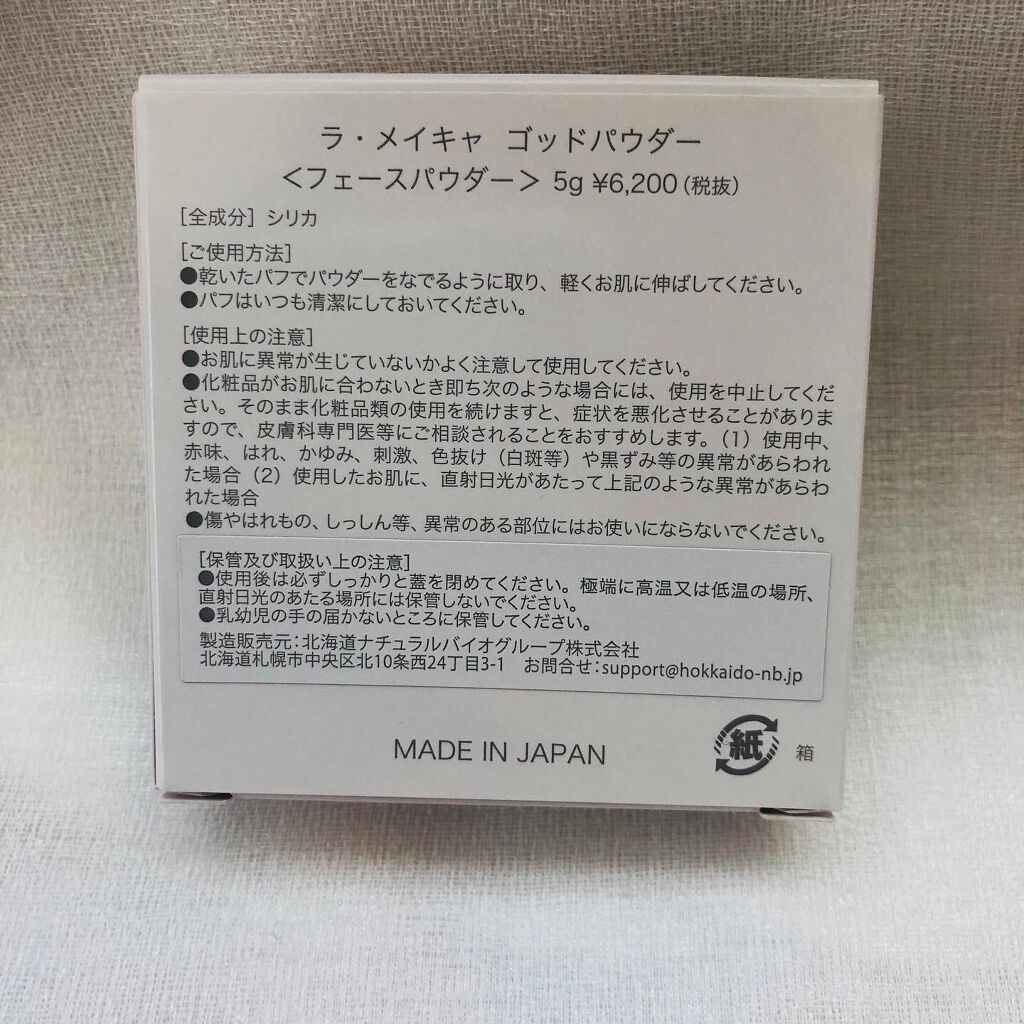 ラ・メイキャ ゴッドパウダー
＜フェースパウダー＞ 5g ¥6,200（税抜）
［全成分］シリカ
［ご使用方法］
●乾いたパフでパウダーをなでるように取り、軽くお肌に伸ばしてください。
●パフはいつも清潔にしておいてください。
［使用上の注意］
●お肌に異常が生じていないかよく注意して使用してください。
●化粧品がお肌に合わないとき即ち次のような場合には、使用を中止してくだ
さい。そのまま化粧品類の使用を続けますと、症状を悪化させることがありま
すので、皮膚科専門医等にご相談されることをおすすめします。（1）使用中、
赤味、はれ、かゆみ、刺激、色抜け（白斑等）や黒ずみ等の異常があらわれ
た場合（2）使用したお肌に、直射日光があたって上記のような異常があらわ
れた場合
●傷やはれもの、しっしん等、異常のある部位にはお使いにならないでください。
［保管及び取扱い上の注意］
●使用後は必ずしっかりと蓋を閉めてください。極端に高温又は低温の場所、
直射日光のあたる場所には保管しないでください。
●乳幼児の手の届かないところに保管してください。
製造販売元：北海道ナチュラルバイオグループ株式会社
北海道札幌市中央区北10条西24丁目3-1　お問合せ：support@hokkaido-nb.jp
MADE IN JAPAN
紙 箱